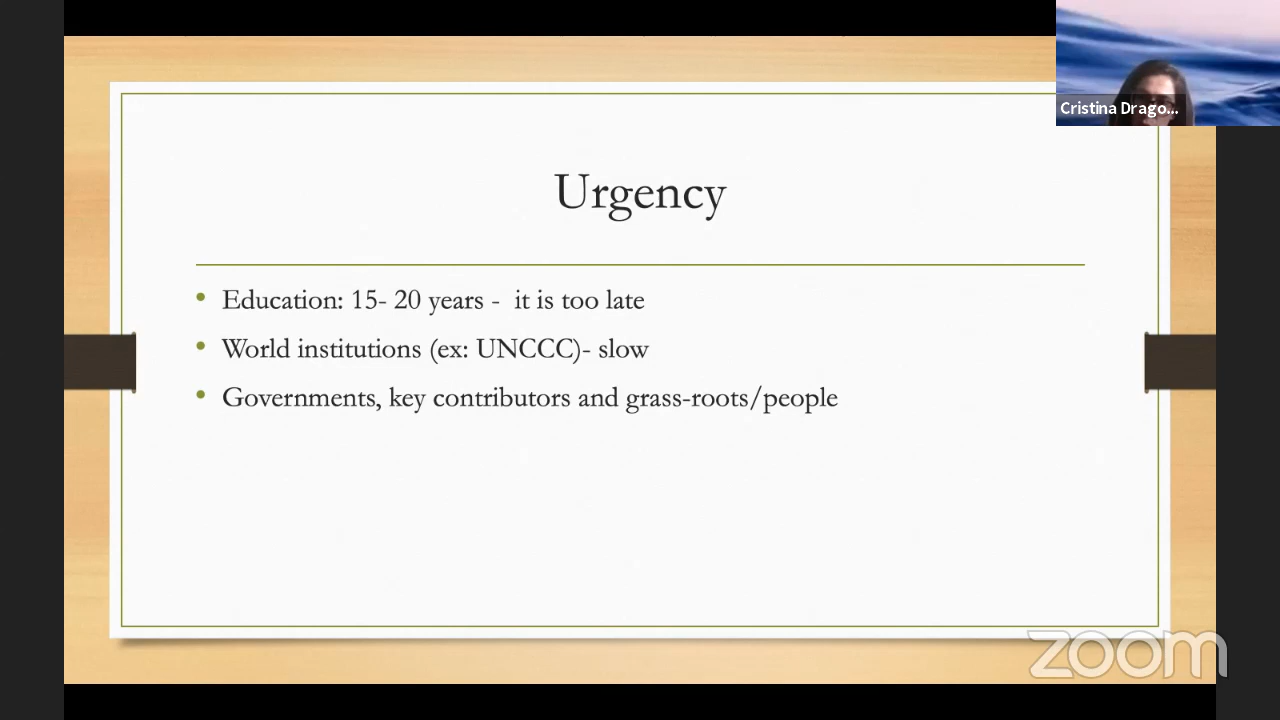 Cristina Drago...
Urgency
• Education: 15- 20 years -  it is too late
• World institutions (ex: UNCCC)- slow
• Governments, key contributors and grass-roots/people
zoom